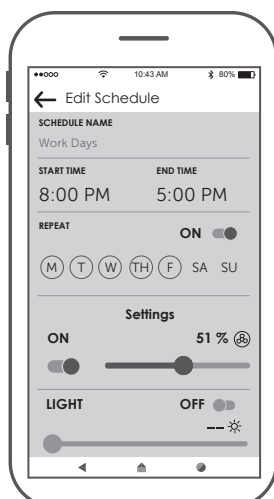 10:43 AM 80%
Edit Schedule
SCHEDULE NAME
Work Days
START TIME END TIME
8:00 PM 5:00 PM
REPEAT ON
M T W TH F SA SU
Settings
ON 51 %
LIGHT OFF
--